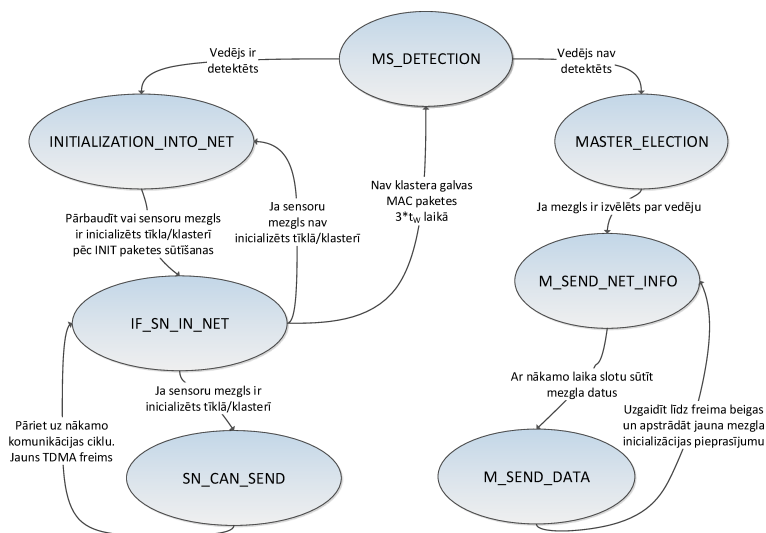 MS_DETECTION
Vedējs ir
detektēts
Vedējs nav
detektēts
INITIALIZATION_INTO_NET
MASTER_ELECTION
Pārbaudīt vai sensoru mezgls
ir inicializēts tīkla/klasterī
pēc INIT paketes sūtīšanas
Ja sensoru
mezgls nav
inicializēts tīklā/klasterī
Nav klastera galvas
MAC paketes
3*tw laikā
Ja mezgls ir izvēlēts par vedēju
IF_SN_IN_NET
M_SEND_NET_INFO
Ja sensoru mezgls ir
inicializēts tīklā/klasterī
Ar nākamo laika slotu sūtīt
mezgla datus
Pāriet uz nākamo
komunikācijas ciklu.
Jauns TDMA freims
Uzgaidīt līdz freima beigas
un apstrādāt jauna mezgla
inicializācijas pieprasījumu
SN_CAN_SEND
M_SEND_DATA